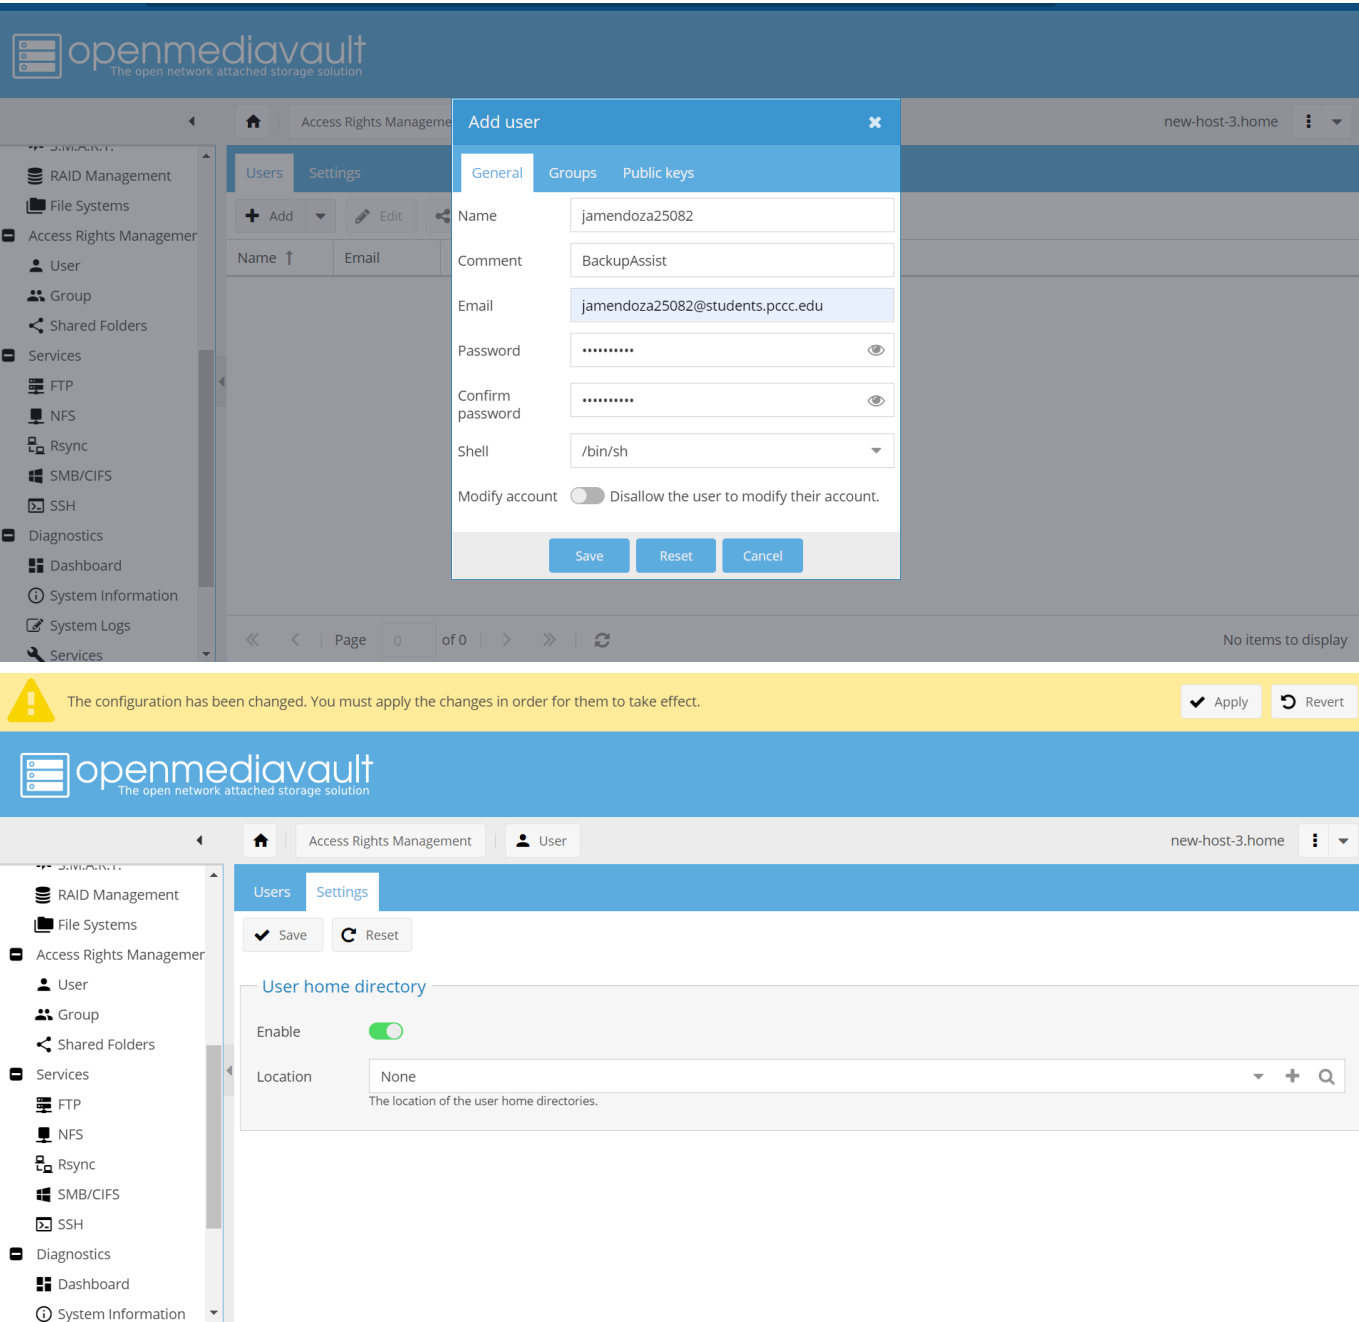 openmediavault
The open network attached storage solution
Access Rights Manageme
new-host-3.home
Add user
General Groups Public keys
Name jamendoza25082
Comment BackupAssist
Email jamendoza25082@students.pccc.edu
Password ••••••••••
Confirm password ••••••••••
Shell /bin/sh
Modify account Disallow the user to modify their account.
Save Reset Cancel
S.M.A.R.T.
RAID Management
File Systems
Access Rights Managemer
User
Group
Shared Folders
Services
FTP
NFS
Rsync
SMB/CIFS
SSH
Diagnostics
Dashboard
System Information
System Logs
Services
Users Settings
Add Edit
Name Email
Page 0 of 0
No items to display
The configuration has been changed. You must apply the changes in order for them to take effect.
Apply Revert
openmediavault
The open network attached storage solution
Access Rights Management User
new-host-3.home
S.M.A.R.T.
RAID Management
File Systems
Access Rights Managemer
User
Group
Shared Folders
Services
FTP
NFS
Rsync
SMB/CIFS
SSH
Diagnostics
Dashboard
System Information
Users Settings
Save Reset
User home directory
Enable
Location None
The location of the user home directories.